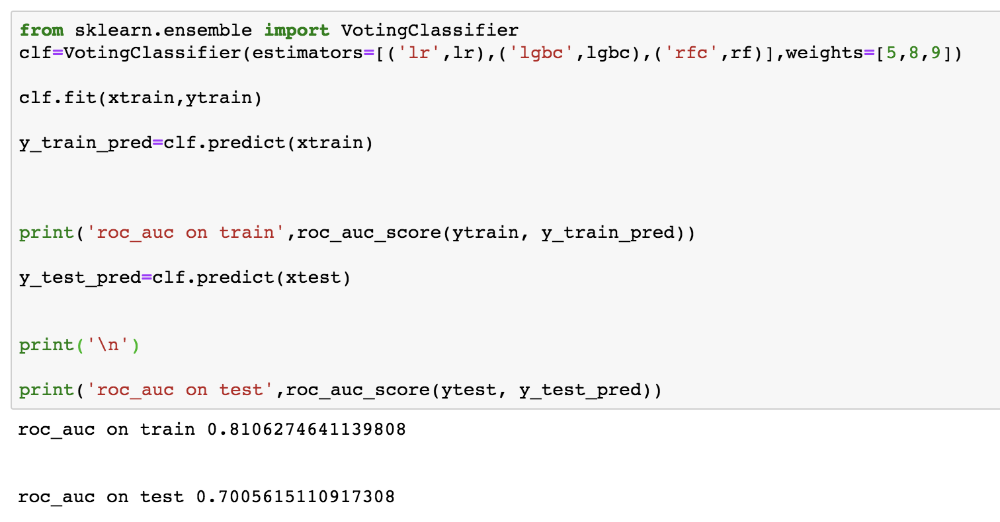 from sklearn.ensemble import VotingClassifier
clf=VotingClassifier(estimators=[('lr',lr),('lgbc',lgbc),('rfc',rf)],weights=[5,8,9])
clf.fit(xtrain,ytrain)
y_train_pred=clf.predict(xtrain)
print('roc_auc on train',roc_auc_score(ytrain, y_train_pred))
y_test_pred=clf.predict(xtest)
print('\n')
print('roc_auc on test',roc_auc_score(ytest, y_test_pred))
roc_auc on train 0.8106274641139808
roc_auc on test 0.7005615110917308